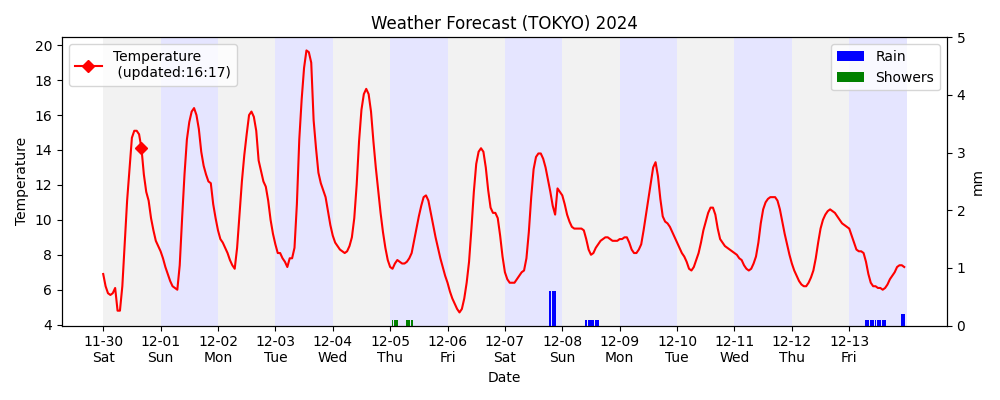 Weather Forecast (TOKYO) 2024
Temperature
(updated:16:17)
Rain
Showers
Temperature
20
18
16
14
12
10
8
6
4
5
4
3
2
1
0
mm
11-30 12-01 12-02 12-03 12-04 12-05 12-06 12-07 12-08 12-09 12-10 12-11 12-12 12-13
Sat Sun Mon Tue Wed Thu Fri Sat Sun Mon Tue Wed Thu Fri
Date